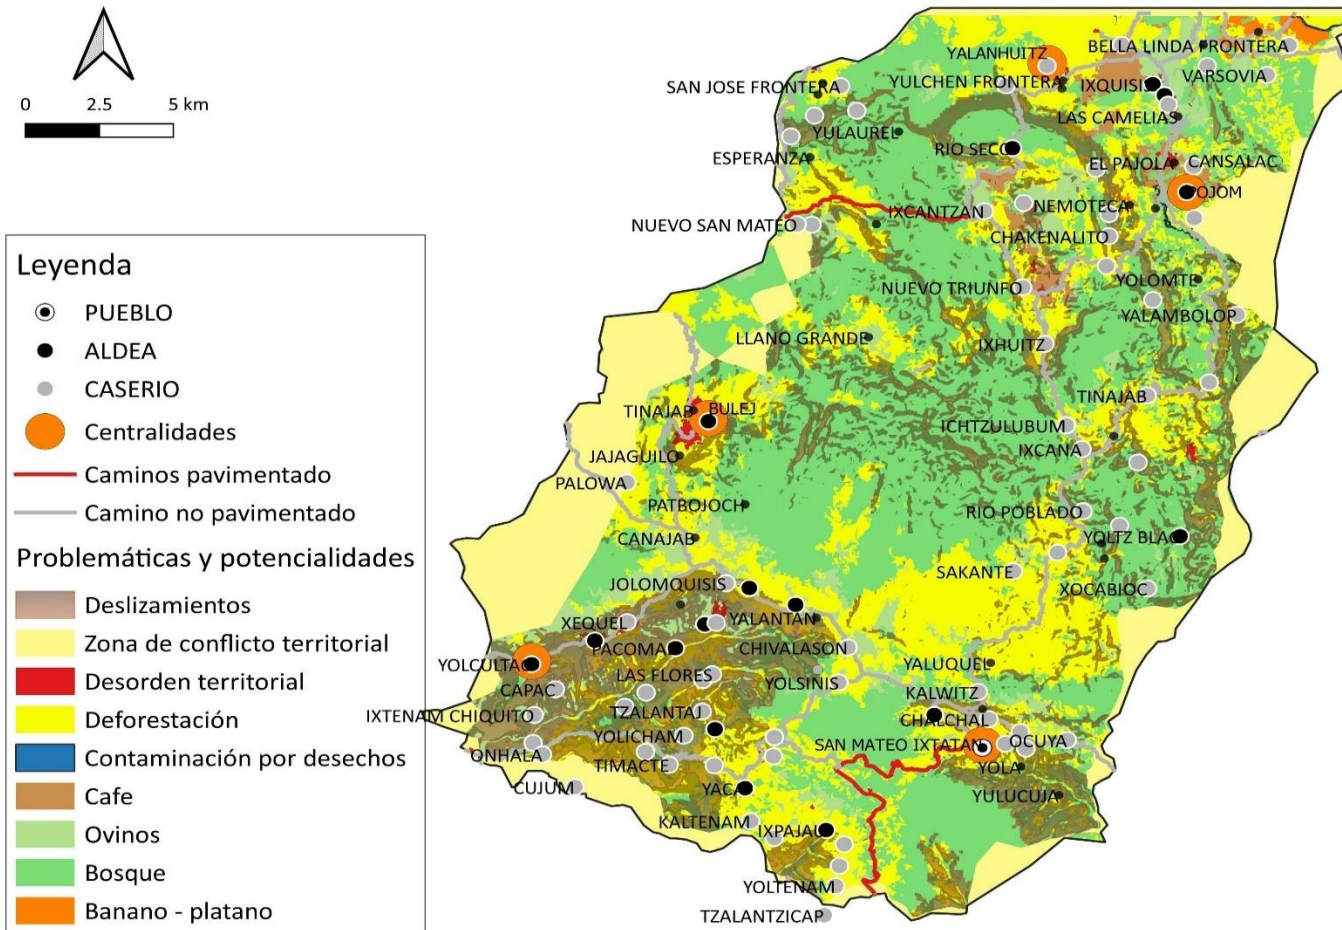 0 2.5 5 km
Leyenda
PUEBLO
ALDEA
CASERIO
Centralidades
Caminos pavimentado
Camino no pavimentado
Problemáticas y potencialidades
Deslizamientos
Zona de conflicto territorial
Desorden territorial
Deforestación
Contaminación por desechos
Cafe
Ovinos
Bosque
Banano - platano
YALANHUITZ
BELLA LINDA FRONTERA
SAN JOSE FRONTERA
YULCHEN FRONTERA
IXQUISIS
VARSOVIA
LAS CAMELIAS
YULAUREL
RIO SECO
ESPERANZA
EL PAJOLA
CANSALAC
POJOM
NUEVO SAN MATEO
IXCANTZAN
NEMOTECA
CHAKENALITO
NUEVO TRIUNFO
YOLOMTE
YALAMBOLOP
LLANO GRANDE
IXHUITZ
TINAJAB
BULEJ
TINAJAB
ICHTZULUBUM
IXCANA
JAJAGUILO
PALOWA
PATBOJOCH
RIO POBLADO
CANAJAB
YOLTZ BLAC
JOLOMQUISIS
SAKANTE
XOCABIOC
XEQUEL
YALANTAN
PACOMAL
CHIVALASON
YOLCULTAC
YALUQUEL
CAPAC
LAS FLORES
YOLSINIS
KALWITZ
IXTENAM CHIQUITO
TZALANTAJ
CHALCHAL
YOLICHAM
SAN MATEO IXTATAN
OCUYA
ONHALA
TIMACTE
YOLA
CUJUM
YACA
YULUCUJA
KALTENAM
IXPAJAU
YOLTENAM
TZALANTZICAP